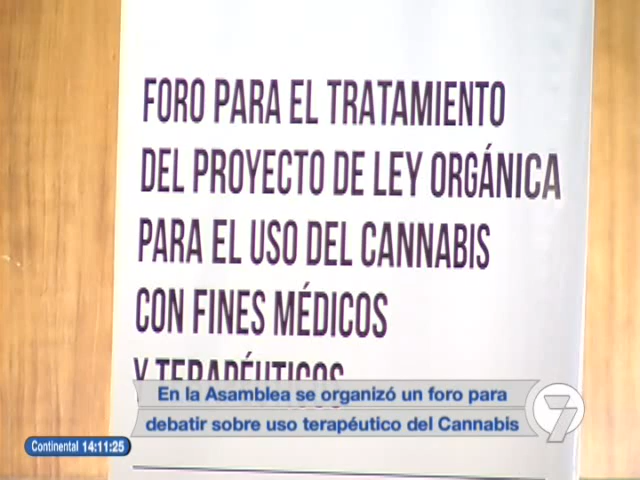 FORO PARA EL TRATAMIENTO
DEL PROYECTO DE LEY ORGÁNICA
PARA EL USO DEL CANNABIS
CON FINES MÉDICOS
Y TERAPÉUTICOS
En la Asamblea se organizó un foro para
debatir sobre uso terapéutico del Cannabis
7
Continental 14:11:25